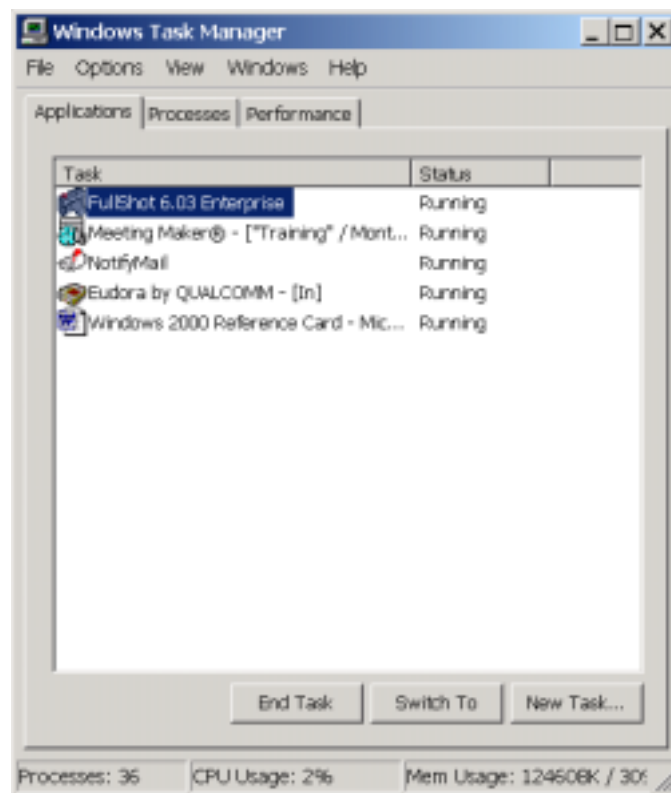 Windows Task Manager
File Options View Windows Help
Applications Processes Performance
Task Status
FullShot 6.03 Enterprise Running
Meeting Maker® - ["Training" / Mont... Running
NotifyMail Running
Eudora by QUALCOMM - [In] Running
Windows 2000 Reference Card - Mic... Running
End Task Switch To New Task...
Processes: 36 CPU Usage: 2% Mem Usage: 124608K /